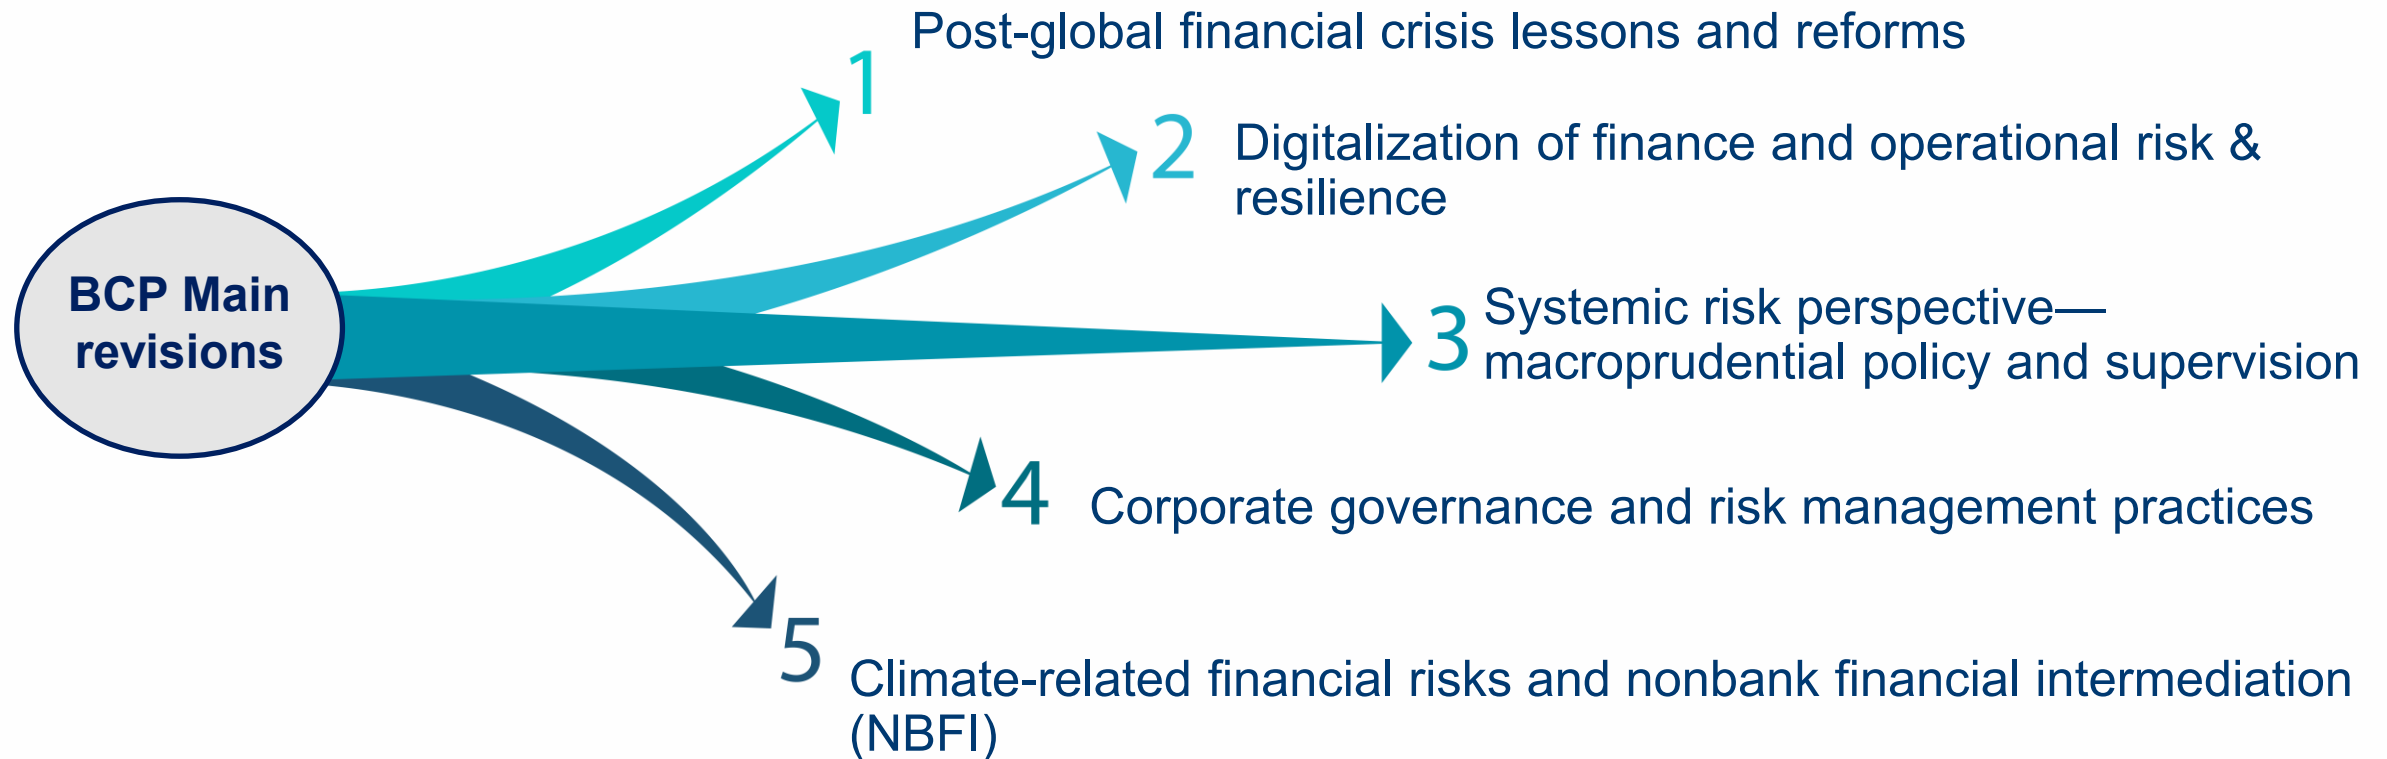 1
Post-global financial crisis lessons and reforms
2
Digitalization of finance and operational risk &
resilience
BCP Main
revisions
3
Systemic risk perspective—
macroprudential policy and supervision
4
Corporate governance and risk management practices
5
Climate-related financial risks and nonbank financial intermediation
(NBFI)